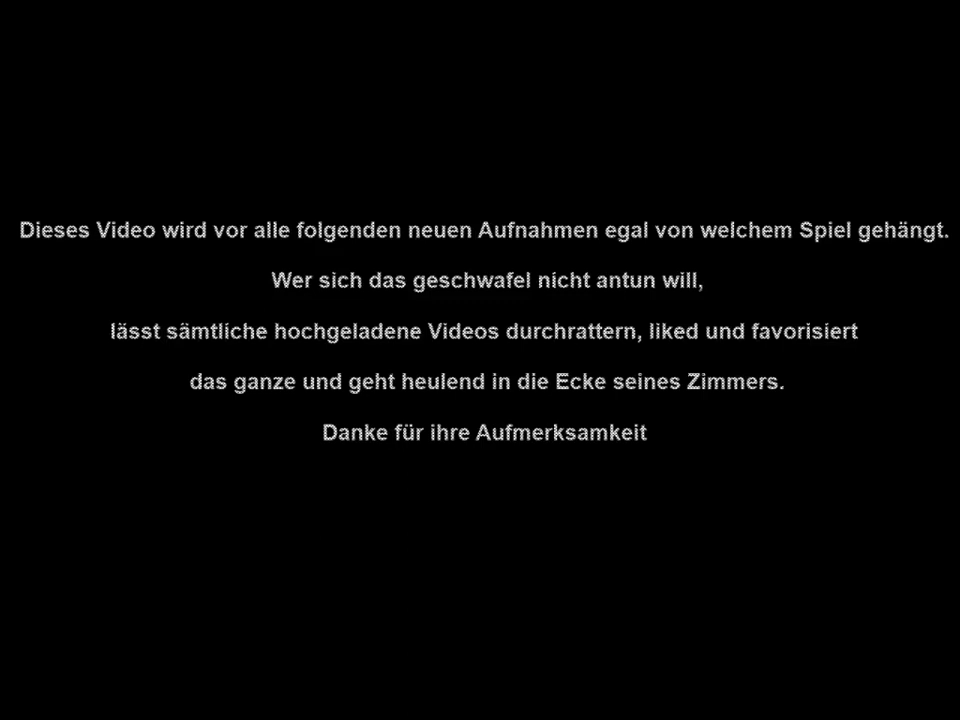 Dieses Video wird vor alle folgenden neuen Aufnahmen egal von welchem Spiel gehängt.
Wer sich das geschwafel nicht antun will,
lässt sämtliche hochgeladene Videos durchrattern, liked und favorisiert
das ganze und geht heulend in die Ecke seines Zimmers.
Danke für ihre Aufmerksamkeit